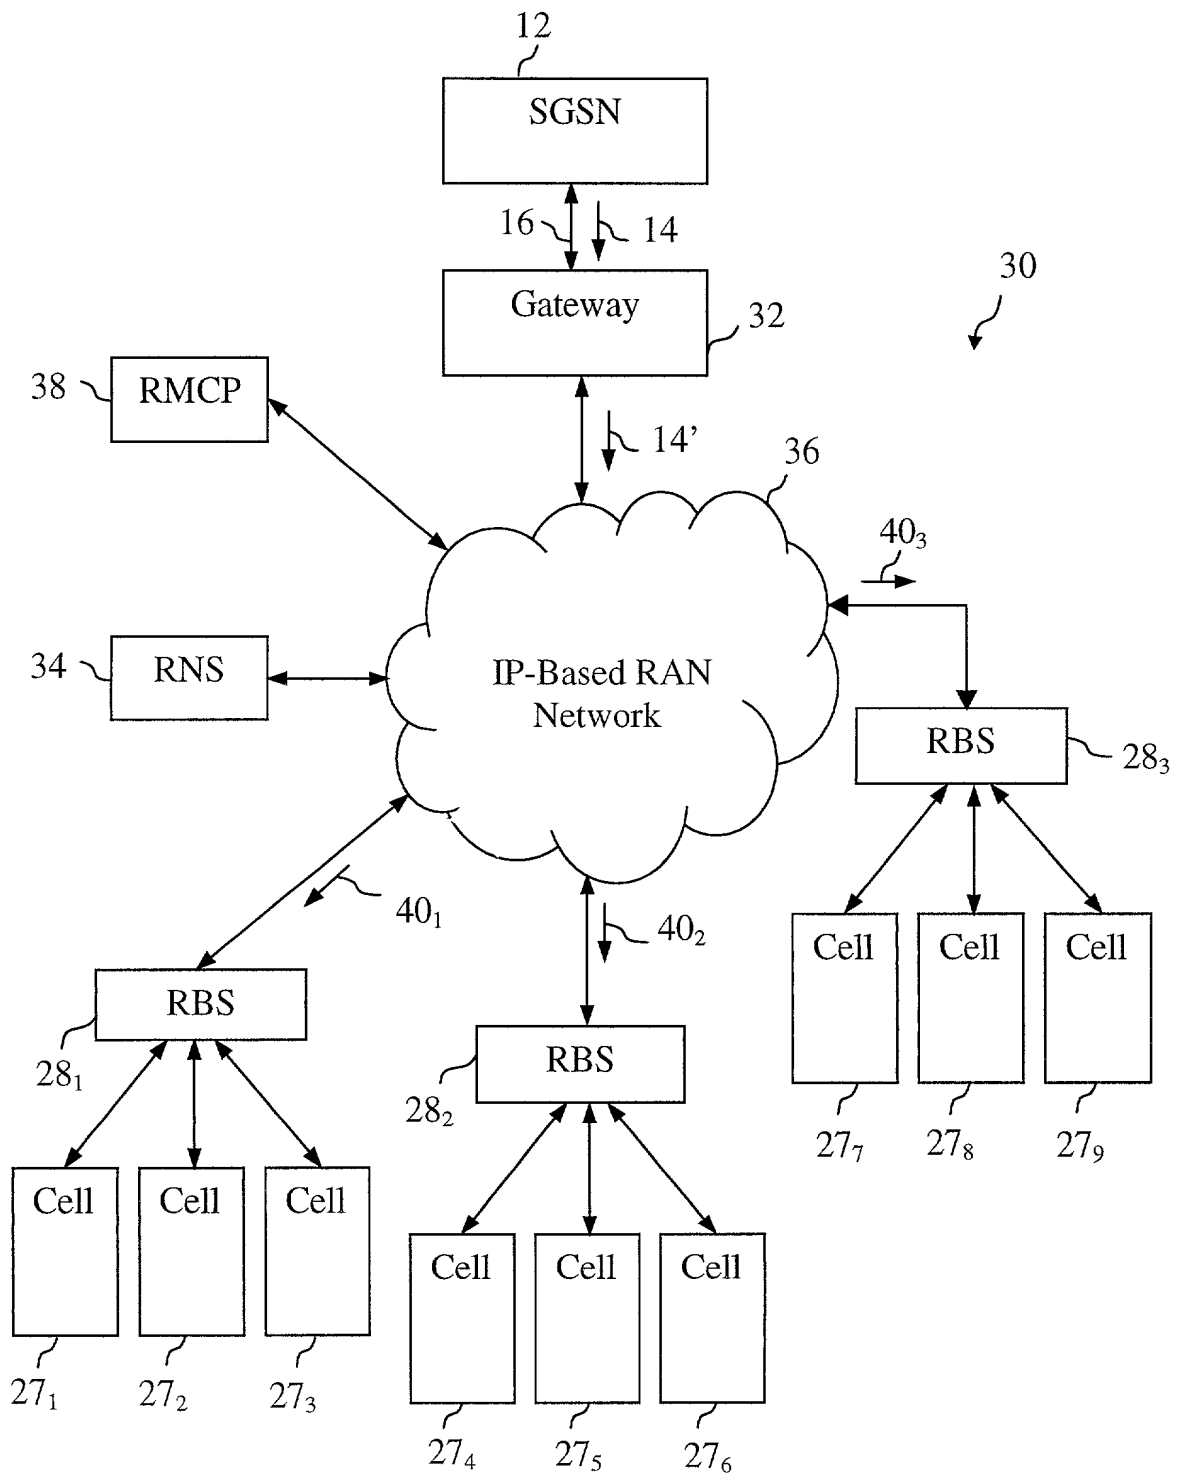 12
SGSN
16
14
30
Gateway
32
38
RMCP
14’
36
40₃
34
RNS
IP-Based RAN
Network
RBS
28₃
40₁
40₂
Cell
Cell
Cell
RBS
28₁
RBS
28₂
27₇
27₈
27₉
Cell
Cell
Cell
Cell
Cell
Cell
27₁
27₂
27₃
27₄
27₅
27₆